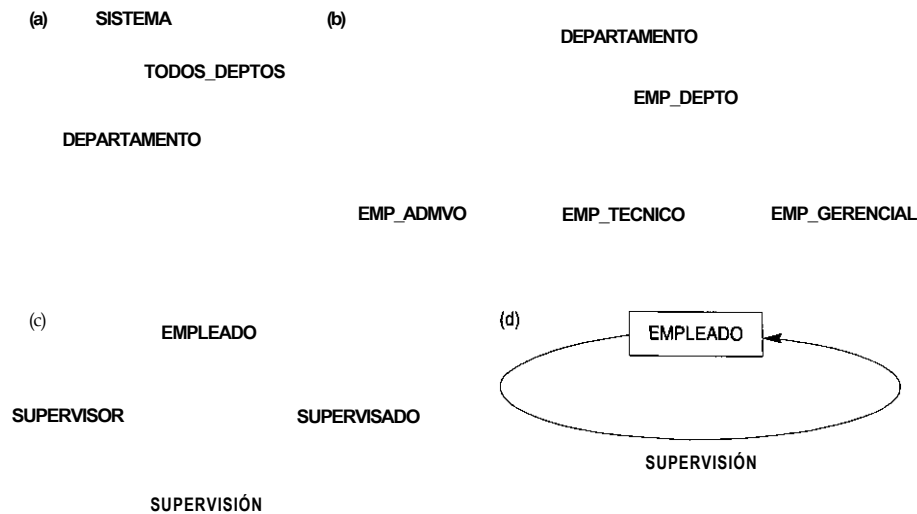 (a) SISTEMA
TODOS_DEPTOS
DEPARTAMENTO
(b)
DEPARTAMENTO
EMP_DEPTO
EMP_ADMVO EMP_TECNICO EMP_GERENCIAL
(c)
EMPLEADO
SUPERVISOR SUPERVISADO
SUPERVISIÓN
(d)
EMPLEADO
SUPERVISIÓN